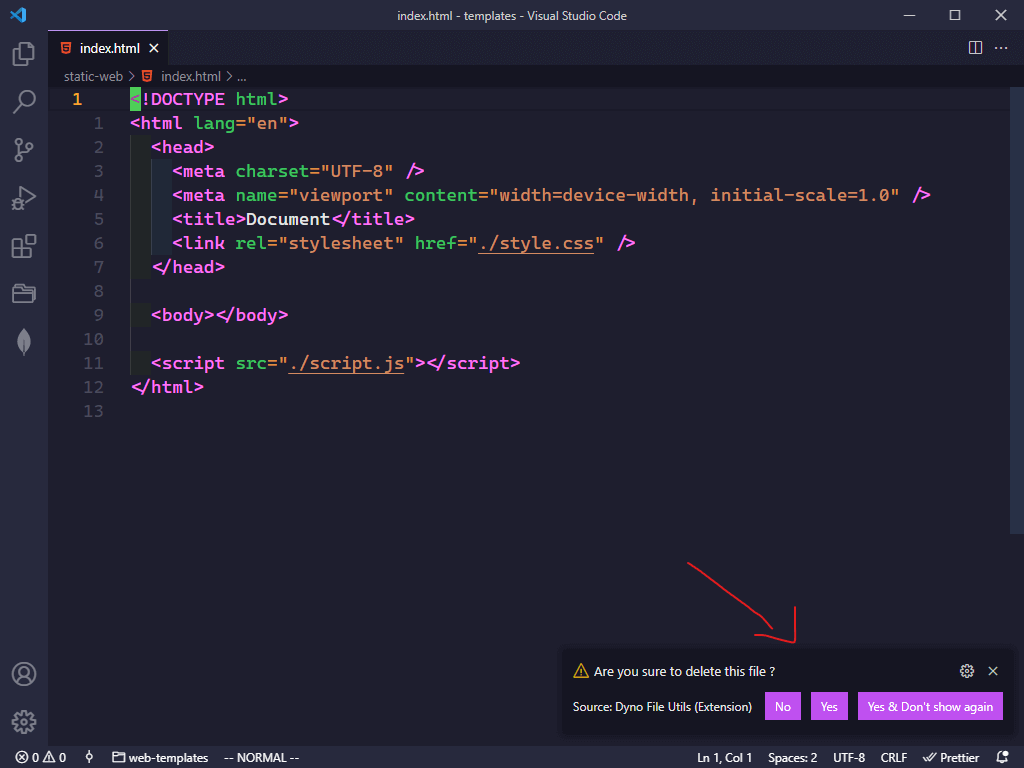 index.html - templates - Visual Studio Code
index.html
static-web > index.html > ...
1 <!DOCTYPE html>
1 <html lang="en">
2 <head>
3 <meta charset="UTF-8" />
4 <meta name="viewport" content="width=device-width, initial-scale=1.0" />
5 <title>Document</title>
6 <link rel="stylesheet" href="./style.css" />
7 </head>
8
9 <body></body>
10
11 <script src="./script.js"></script>
12 </html>
13
Are you sure to delete this file ?
Source: Dyno File Utils (Extension) No Yes Yes & Don't show again
0 0 web-templates -- NORMAL -- Ln 1, Col 1 Spaces: 2 UTF-8 CRLF Prettier